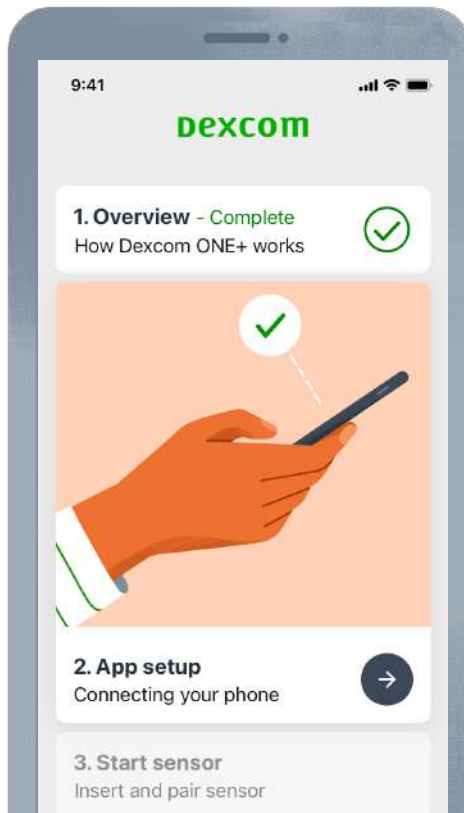 9:41
Dexcom
1. Overview - Complete
How Dexcom ONE+ works
2. App setup
Connecting your phone
3. Start sensor
Insert and pair sensor